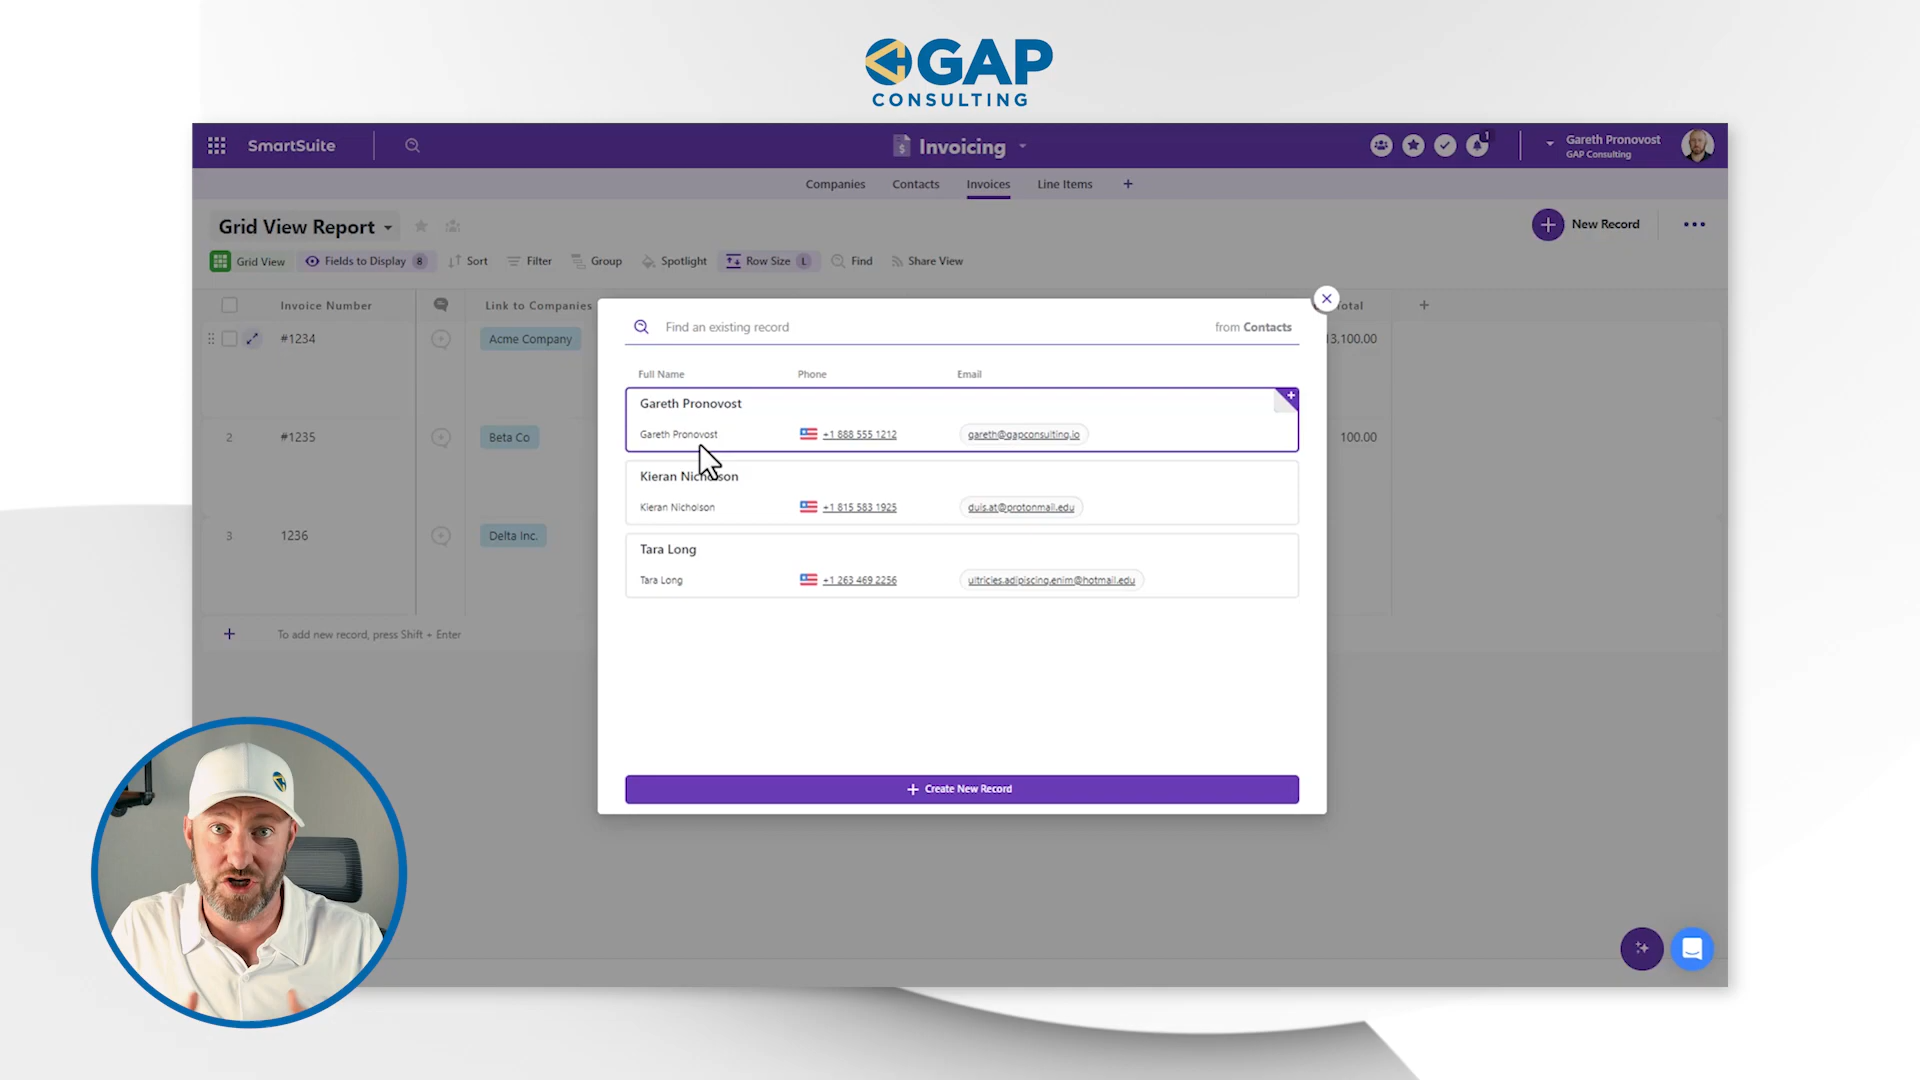 GAP
CONSULTING
SmartSuite
Invoicing
1
Gareth Pronovost
GAP Consulting
Companies
Contacts
Invoices
Line Items
Grid View Report
New Record
Grid View
Fields to Display 8
Sort
Filter
Group
Spotlight
Row Size L
Find
Share View
Invoice Number
Link to Companies
#1234
Acme Company
3,100.00
2
#1235
Beta Co
100.00
3
1236
Delta Inc.
To add new record, press Shift + Enter
Find an existing record
from Contacts
Full Name
Phone
Email
Gareth Pronovost
Gareth Pronovost
+1 888 555 1212
gareth@gapconsulting.io
Kieran Nicholson
Kieran Nicholson
+1 815 583 1925
duis.at@protonmail.edu
Tara Long
Tara Long
+1 263 469 2256
ultricies.adipiscing.enim@hotmail.edu
Create New Record